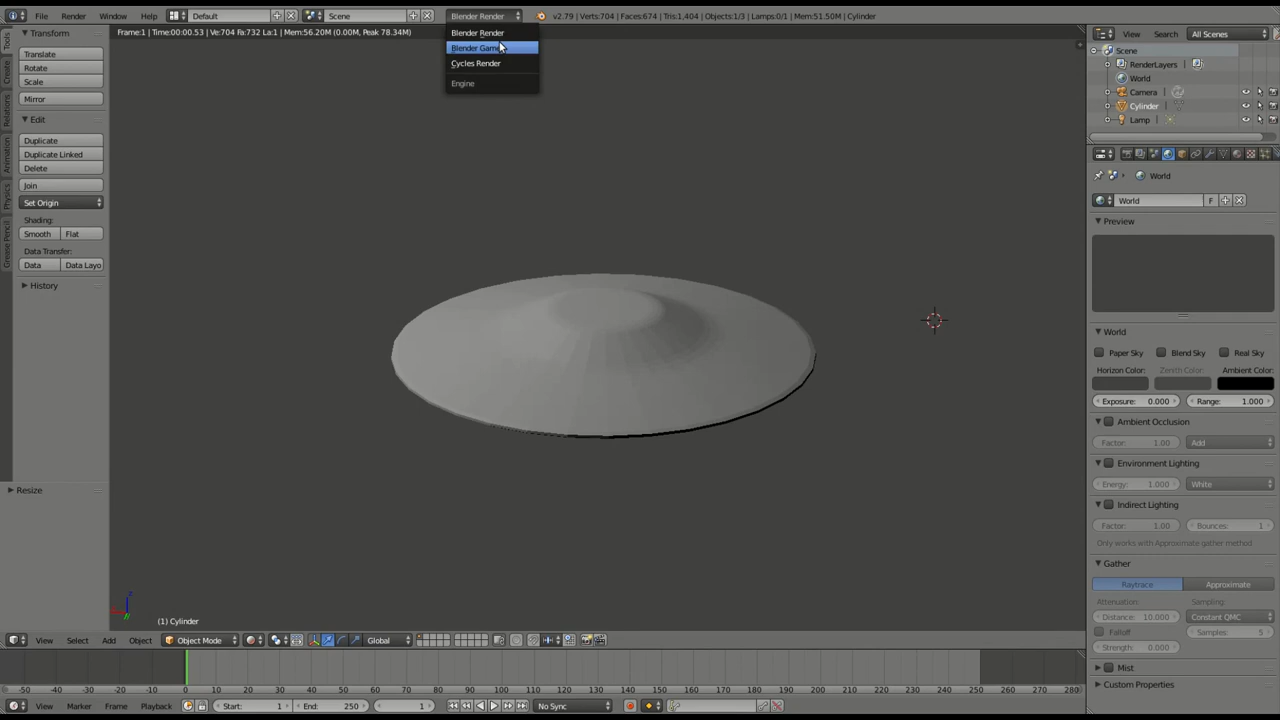 File Render Window Help Default Scene Blender Render v2.79 | Verts:704 | Faces:674 | Tris:1,404 | Objects:1/3 | Lamps:0/1 | Mem:51.50M | Cylinder
Frame:1 | Time:00:00.53 | Ve:704 Fa:732 La:1 | Mem:56.20M (0.00M, Peak 78.34M)
Blender Render
Blender Game
Cycles Render
Engine
Tools
Create
Relations
Animation
Physics
Grease Pencil
Transform
Translate
Rotate
Scale
Mirror
Edit
Duplicate
Duplicate Linked
Delete
Join
Set Origin
Shading:
Smooth Flat
Data Transfer:
Data Data Layo
History
Resize
View Search All Scenes
Scene
RenderLayers
World
Camera
Cylinder
Lamp
World
World F
Preview
World
Paper Sky Blend Sky Real Sky
Horizon Color: Zenith Color: Ambient Color:
Exposure: 0.000 Range: 1.000
Ambient Occlusion
Factor: 1.00 Add
Environment Lighting
Energy: 1.000 White
Indirect Lighting
Factor: 1.00 Bounces: 1
Only works with Approximate gather method
Gather
Raytrace Approximate
Attenuation: Sampling:
Distance: 10.000 Constant QMC
Falloff Samples: 5
Strength: 0.000
Mist
Custom Properties
z
(1) Cylinder
View Select Add Object Object Mode Global
-50 -40 -30 -20 -10 0 10 20 30 40 50 60 70 80 90 100 110 120 130 140 150 160 170 180 190 200 210 220 230 240 250 260 270 280
View Marker Frame Playback Start: 1 End: 250 1 No Sync